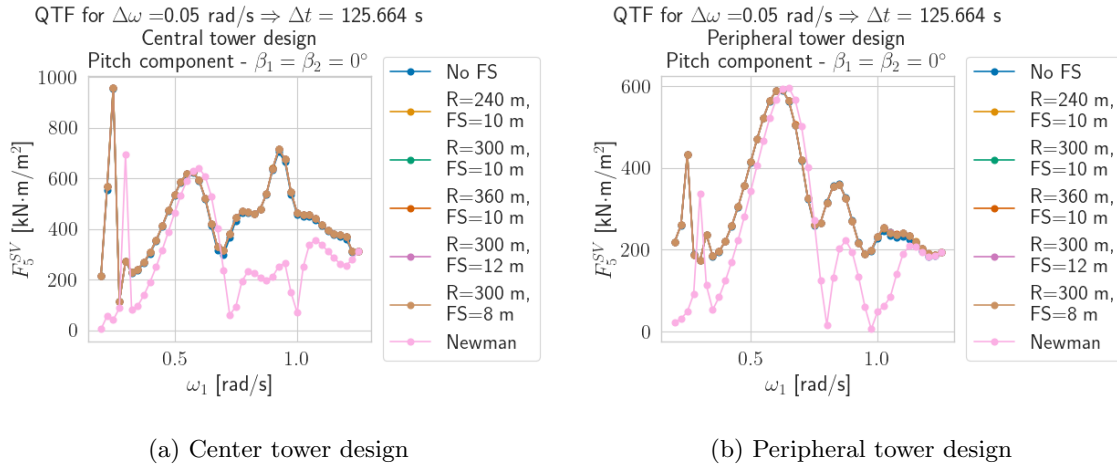 QTF for Δω =0.05 rad/s ⇒ Δt = 125.664 s
Central tower design
Pitch component - β₁ = β₂ = 0°
1000
800
600
400
200
0
F₅^SV [kN·m/m²]
0.5
1.0
ω₁ [rad/s]
No FS
R=240 m,
FS=10 m
R=300 m,
FS=10 m
R=360 m,
FS=10 m
R=300 m,
FS=12 m
R=300 m,
FS=8 m
Newman
(a) Center tower design
QTF for Δω =0.05 rad/s ⇒ Δt = 125.664 s
Peripheral tower design
Pitch component - β₁ = β₂ = 0°
600
400
200
0
F₅^SV [kN·m/m²]
0.5
1.0
ω₁ [rad/s]
No FS
R=240 m,
FS=10 m
R=300 m,
FS=10 m
R=360 m,
FS=10 m
R=300 m,
FS=12 m
R=300 m,
FS=8 m
Newman
(b) Peripheral tower design